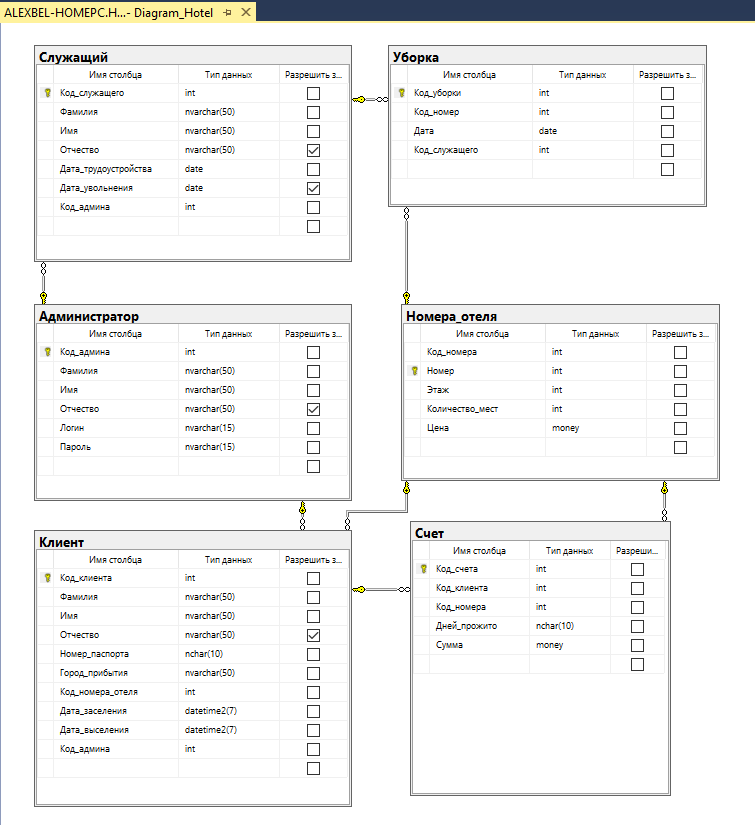 ALEXBEL-HOMEPC.H...- Diagram_Hotel
Служащий
Имя столбца Тип данных Разрешить з...
Код_служащего int
Фамилия nvarchar(50)
Имя nvarchar(50)
Отчество nvarchar(50)
Дата_трудоустройства date
Дата_увольнения date
Код_админа int
Уборка
Имя столбца Тип данных Разрешить з...
Код_уборки int
Код_номер int
Дата date
Код_служащего int
Администратор
Имя столбца Тип данных Разрешить з...
Код_админа int
Фамилия nvarchar(50)
Имя nvarchar(50)
Отчество nvarchar(50)
Логин nvarchar(15)
Пароль nvarchar(15)
Номера_отеля
Имя столбца Тип данных Разрешить з...
Код_номера int
Номер int
Этаж int
Количество_мест int
Цена money
Клиент
Имя столбца Тип данных Разрешить з...
Код_клиента int
Фамилия nvarchar(50)
Имя nvarchar(50)
Отчество nvarchar(50)
Номер_паспорта nchar(10)
Город_прибытия nvarchar(50)
Код_номера_отеля int
Дата_заселения datetime2(7)
Дата_выселения datetime2(7)
Код_админа int
Счет
Имя столбца Тип данных Разреши...
Код_счета int
Код_клиента int
Код_номера int
Дней_прожито nchar(10)
Сумма money